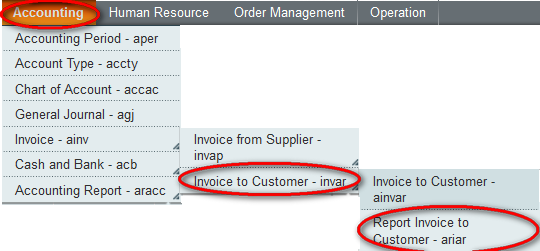 Accounting Human Resource Order Management Operation
Accounting Period - aper
Account Type - accty
Chart of Account - accac
General Journal - agj
Invoice - ainv
Cash and Bank - acb
Accounting Report - aracc
Invoice from Supplier -
invap
Invoice to Customer - invar
Invoice to Customer -
ainvar
Report Invoice to
Customer - ariar